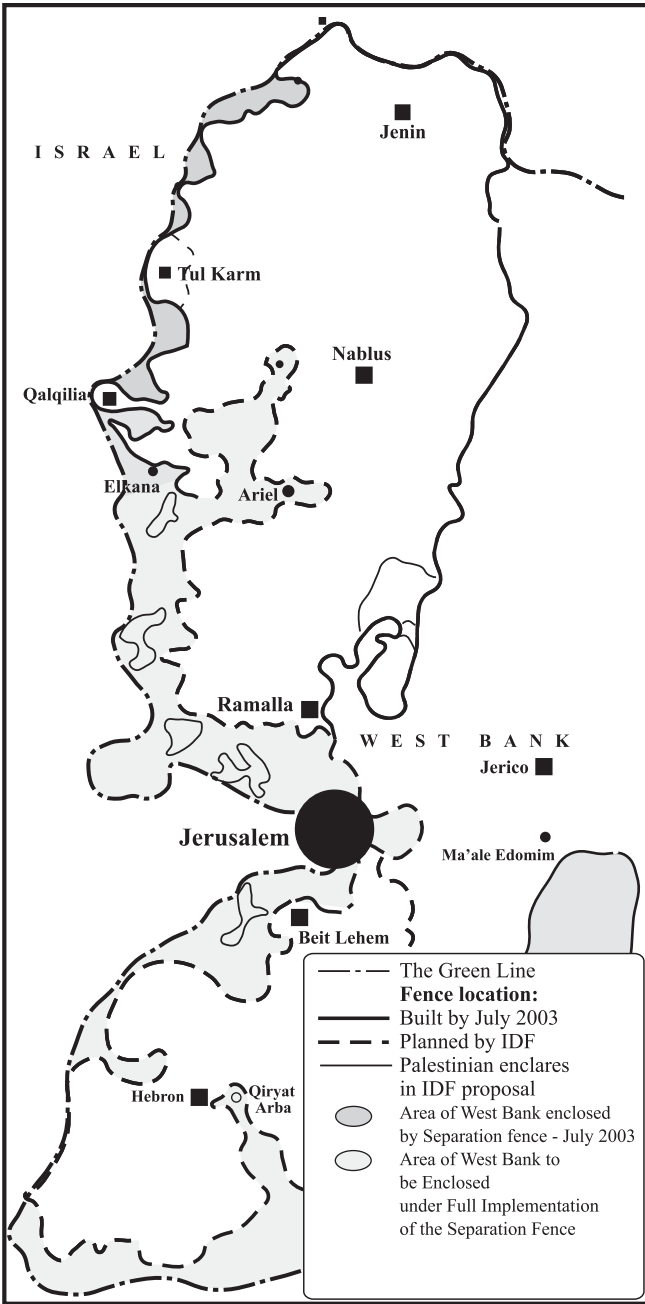 Jenin
ISRAEL
Tul Karm
Nablus
Qalqilia
Elkana
Ariel
Ramalla
WEST BANK
Jerico
Jerusalem
Ma'ale Edomim
Beit Lehem
The Green Line
Fence location:
Built by July 2003
Planned by IDF
Palestinian enclares
in IDF proposal
Hebron
Qiryat
Arba
Area of West Bank enclosed
by Separation fence - July 2003
Area of West Bank to
be Enclosed
under Full Implementation
of the Separation Fence